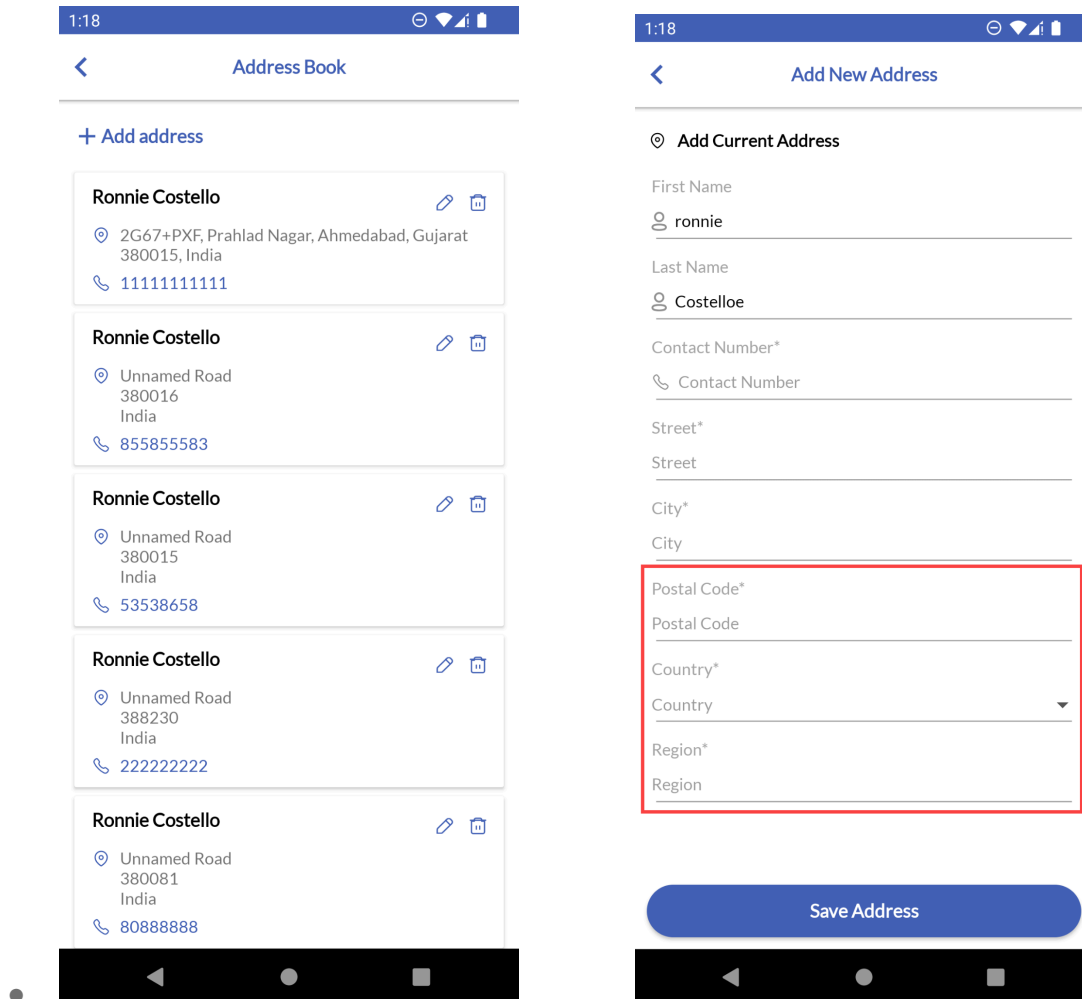 1:18
Address Book
+ Add address
Ronnie Costello
2G67+PXF, Prahlad Nagar, Ahmedabad, Gujarat
380015, India
11111111111
Ronnie Costello
Unnamed Road
380016
India
855855583
Ronnie Costello
Unnamed Road
380015
India
53538658
Ronnie Costello
Unnamed Road
388230
India
222222222
Ronnie Costello
Unnamed Road
380081
India
80888888
1:18
Add New Address
Add Current Address
First Name
ronnie
Last Name
Costelloe
Contact Number*
Contact Number
Street*
Street
City*
City
Postal Code*
Postal Code
Country*
Country
Region*
Region
Save Address